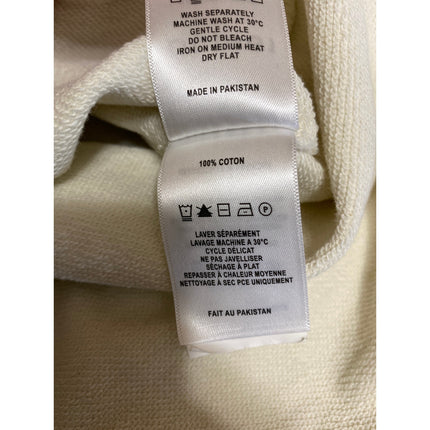 WASH SEPARATELY
MACHINE WASH AT 30°C
GENTLE CYCLE
DO NOT BLEACH
IRON ON MEDIUM HEAT
DRY FLAT
MADE IN PAKISTAN
100% COTON
P
LAVER SÉPARÉMENT
LAVAGE MACHINE A 30°C
CYCLE DÉLICAT
NE PAS JAVELLISER
SÉCHAGE À PLAT
REPASSER À CHALEUR MOYENNE
NETTOYAGE À SEC PCE UNIQUEMENT
FAIT AU PAKISTAN